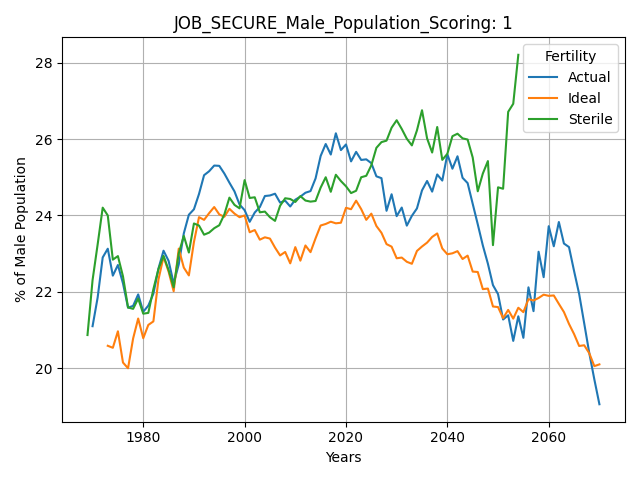 JOB_SECURE_Male_Population_Scoring: 1
% of Male Population
28
26
24
22
20
Fertility
Actual
Ideal
Sterile
1980 2000 2020 2040 2060
Years